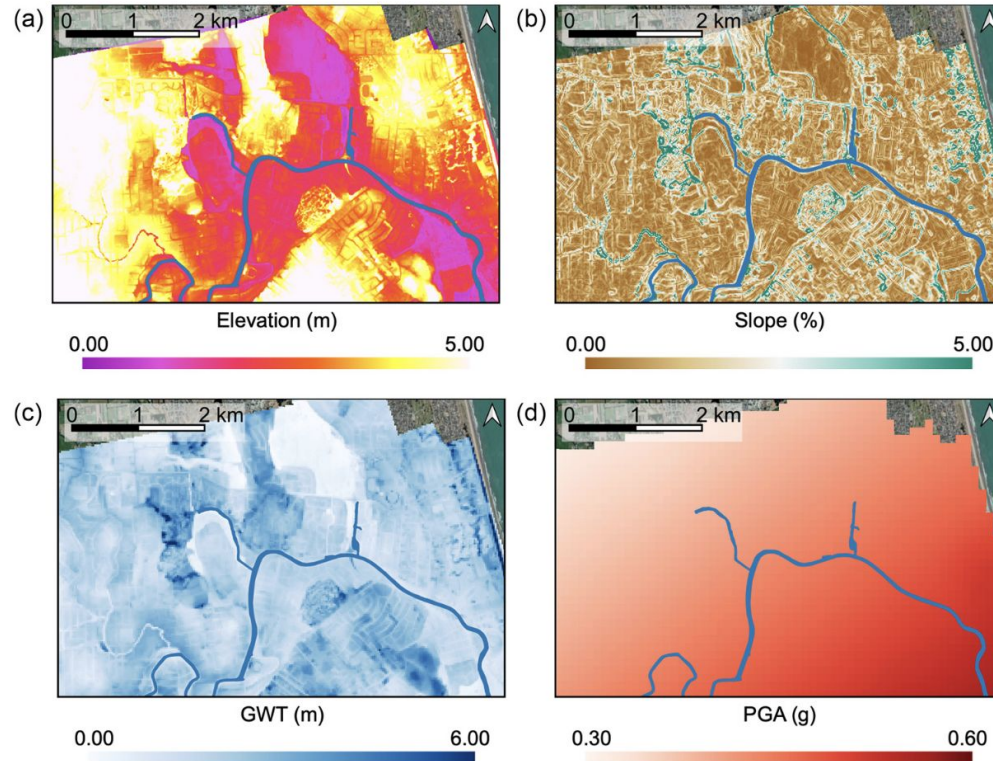 (a)
0 1 2 km
Elevation (m)
0.00 5.00
(b)
0 1 2 km
Slope (%)
0.00 5.00
(c)
0 1 2 km
GWT (m)
0.00 6.00
(d)
0 1 2 km
PGA (g)
0.30 0.60